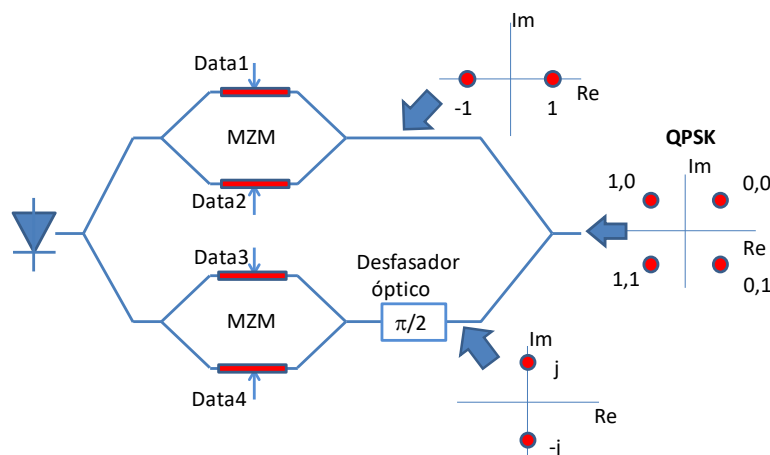 Data1
MZM
Data2
Im
-1
1
Re
QPSK
Im
1,0
0,0
Re
1,1
0,1
Data3
MZM
Data4
Desfasador
óptico
π/2
Im
j
Re
-j